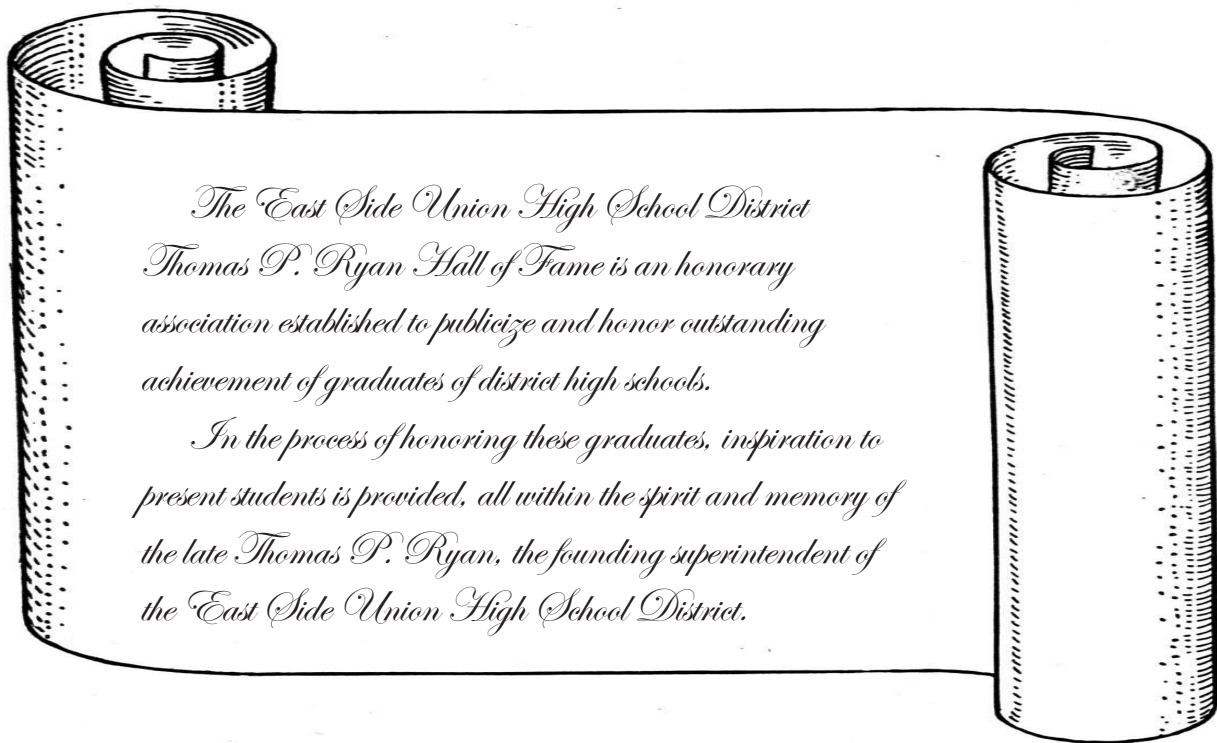 The East Side Union High School District
Thomas P. Ryan Hall of Fame is an honorary
association established to publicize and honor outstanding
achievement of graduates of district high schools.
In the process of honoring these graduates, inspiration to
present students is provided, all within the spirit and memory of
the late Thomas P. Ryan, the founding superintendent of
the East Side Union High School District.